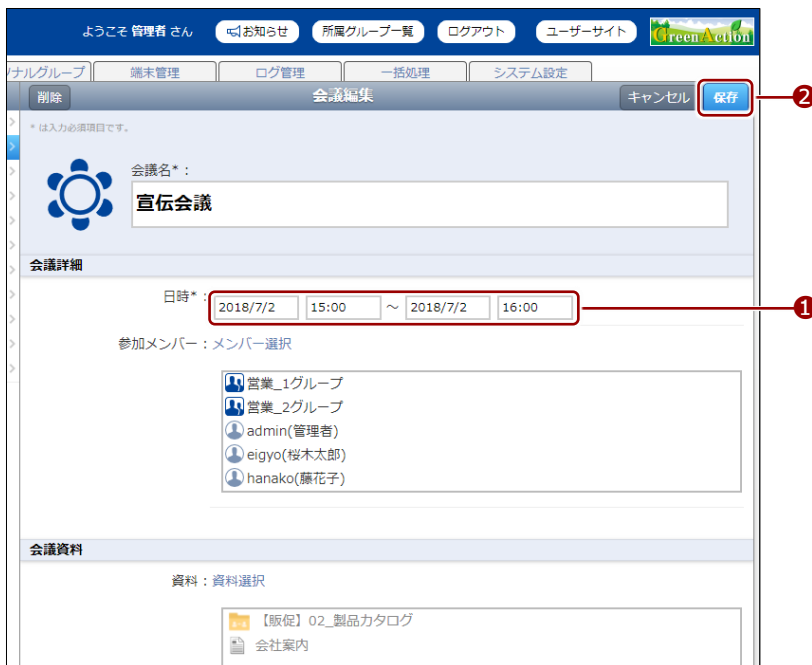 ようこそ 管理者 さん お知らせ 所属グループ一覧 ログアウト ユーザーサイト Green Action
ナルグループ 端末管理 ログ管理 一括処理 システム設定
削除 会議編集 キャンセル 保存 2
* は入力必須項目です。
会議名* :
宣伝会議
会議詳細
日時* : 2018/7/2 15:00 ～ 2018/7/2 16:00 1
参加メンバー : メンバー選択
営業_1グループ
営業_2グループ
admin(管理者)
eigyo(桜木太郎)
hanako(藤花子)
会議資料
資料 : 資料選択
【販促】02_製品カタログ
会社案内